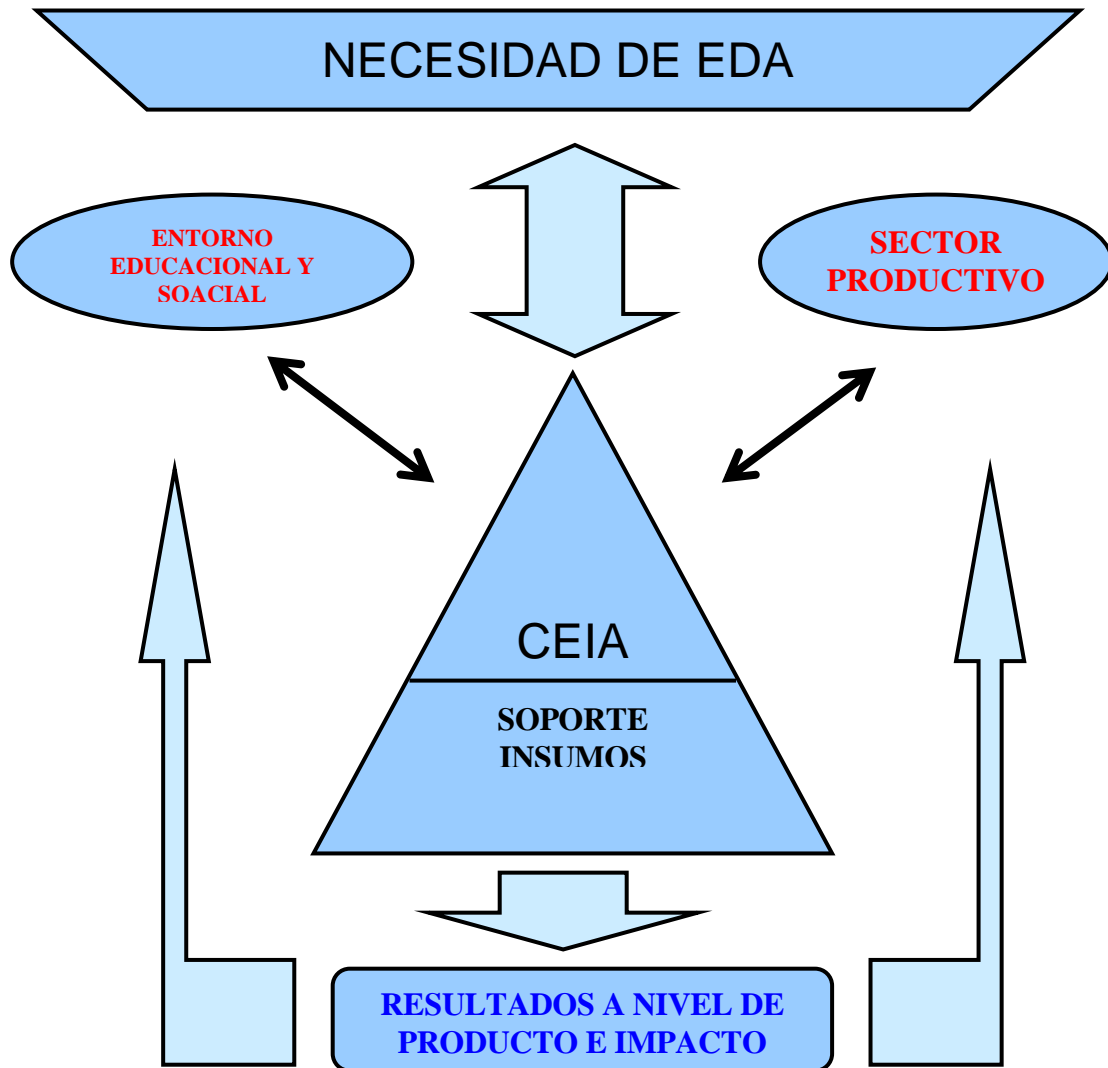 NECESIDAD DE EDA
ENTORNO
EDUCACIONAL Y
SOACIAL
SECTOR
PRODUCTIVO
CEIA
SOPORTE
INSUMOS
RESULTADOS A NIVEL DE
PRODUCTO E IMPACTO